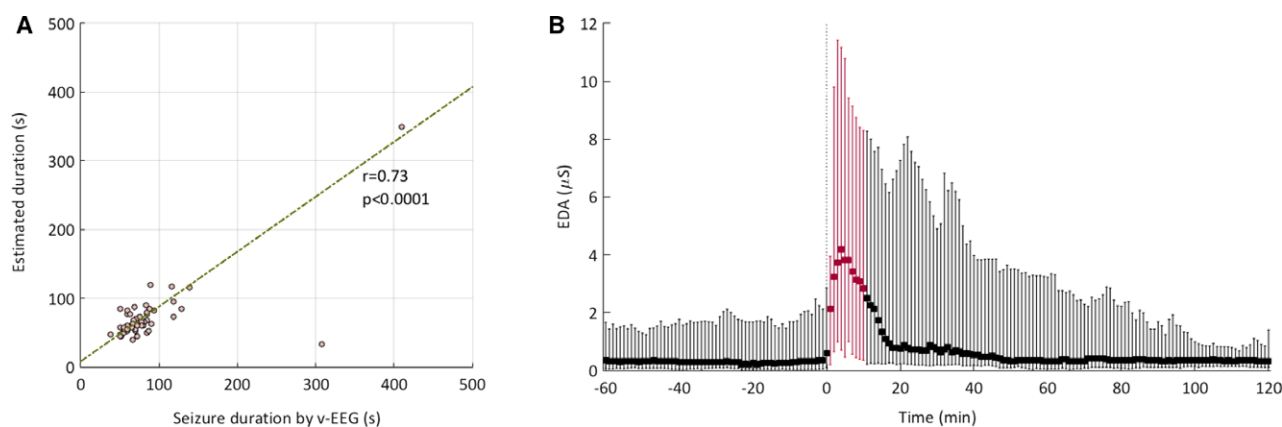 A
500
400
300
200
100
0
Estimated duration (s)
r=0.73
p<0.0001
0 100 200 300 400 500
Seizure duration by v-EEG (s)
B
12
10
8
6
4
2
0
EDA (μS)
-60 -40 -20 0 20 40 60 80 100 120
Time (min)